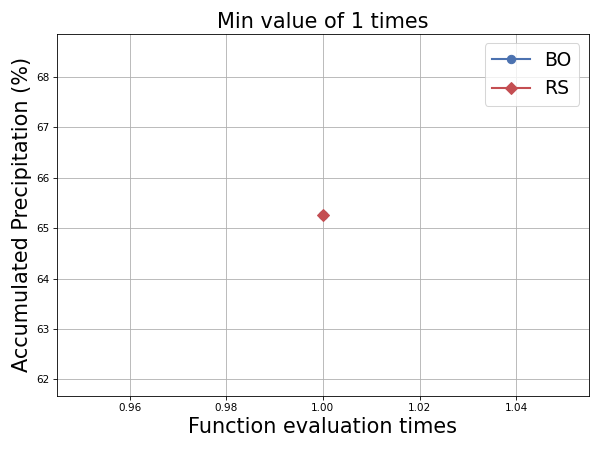 Min value of 1 times
BO
RS
Accumulated Precipitation (%)
68
67
66
65
64
63
62
0.96
0.98
1.00
1.02
1.04
Function evaluation times